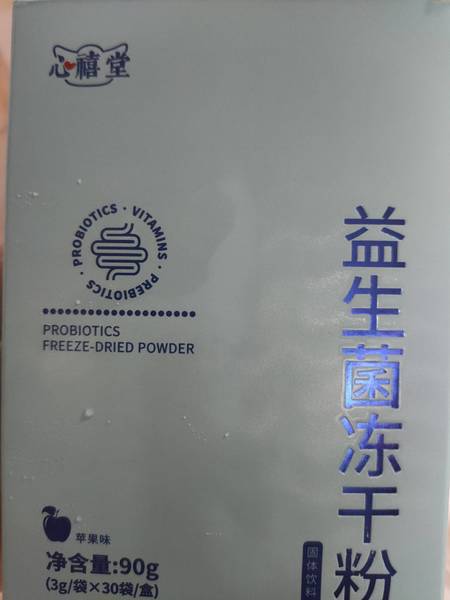 心禧堂
PROBIOTICS · VITAMINS · PREBIOTICS ·
PROBIOTICS
FREEZE-DRIED POWDER
益生菌冻干粉
固体饮料
苹果味
净含量:90g
(3g/袋×30袋/盒)